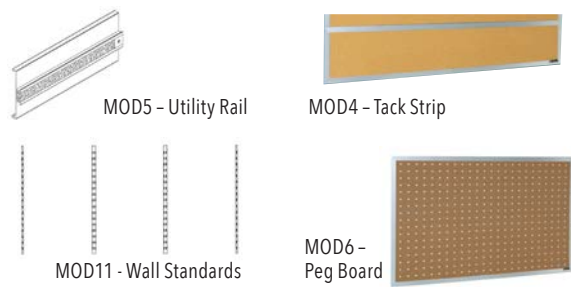 MOD5 – Utility Rail
MOD4 – Tack Strip
MOD11 - Wall Standards
MOD6 –
Peg Board